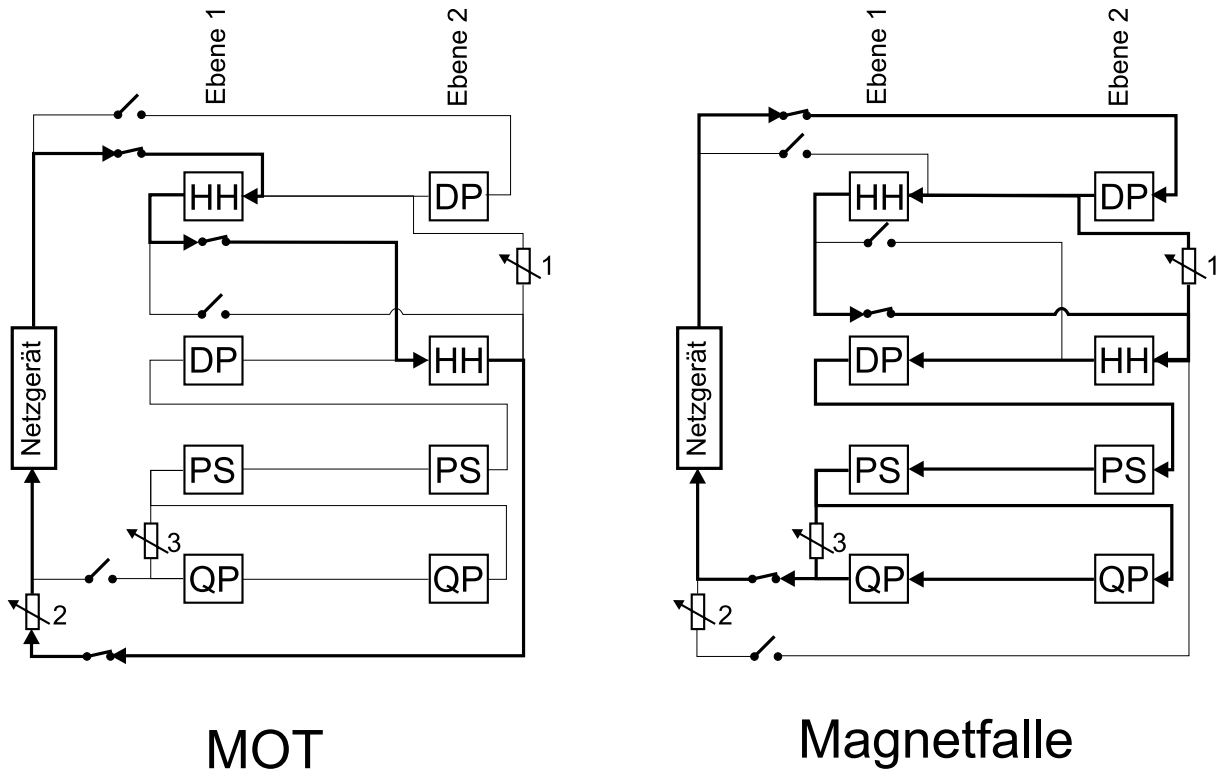 Ebene 1
Ebene 2
HH
DP
1
Netzgerät
DP
HH
PS
PS
3
QP
QP
2
MOT
Ebene 1
Ebene 2
HH
DP
1
Netzgerät
DP
HH
PS
PS
3
QP
QP
2
Magnetfalle